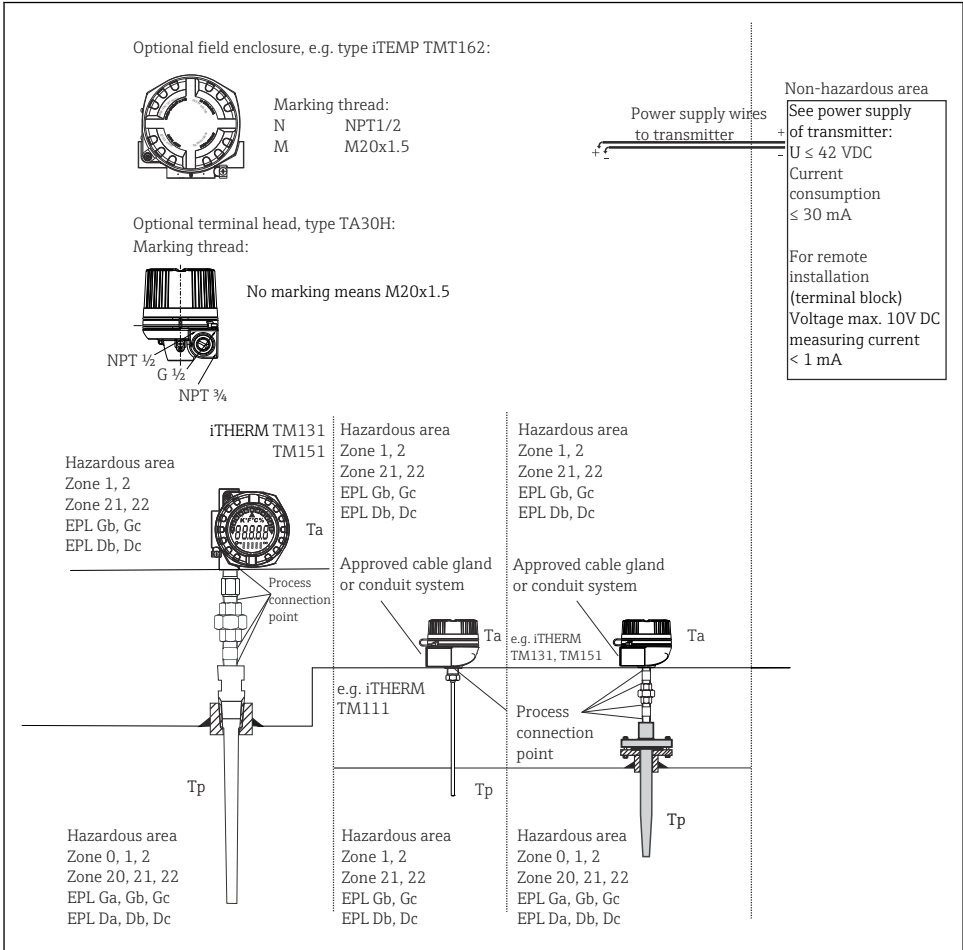 Optional field enclosure, e.g. type iTEMP TMT162:
Marking thread:
N NPT1/2
M M20x1.5
Optional terminal head, type TA30H:
Marking thread:
No marking means M20x1.5
NPT ½
G ½
NPT ¾
Power supply wires
to transmitter
+
-
+
-
Non-hazardous area
See power supply
of transmitter:
U ≤ 42 VDC
Current
consumption
≤ 30 mA
For remote
installation
(terminal block)
Voltage max. 10V DC
measuring current
< 1 mA
iTHERM TM131
TM151
Hazardous area
Zone 1, 2
Zone 21, 22
EPL Gb, Gc
EPL Db, Dc
Ta
Process
connection
point
Tp
Hazardous area
Zone 0, 1, 2
Zone 20, 21, 22
EPL Ga, Gb, Gc
EPL Da, Db, Dc
Hazardous area
Zone 1, 2
Zone 21, 22
EPL Gb, Gc
EPL Db, Dc
Approved cable gland
or conduit system
Ta
e.g. iTHERM
TM111
Tp
Hazardous area
Zone 1, 2
Zone 21, 22
EPL Gb, Gc
EPL Db, Dc
Hazardous area
Zone 1, 2
Zone 21, 22
EPL Gb, Gc
EPL Db, Dc
Approved cable gland
or conduit system
e.g. iTHERM
TM131, TM151
Ta
Process
connection
point
Tp
Hazardous area
Zone 0, 1, 2
Zone 20, 21, 22
EPL Ga, Gb, Gc
EPL Da, Db, Dc